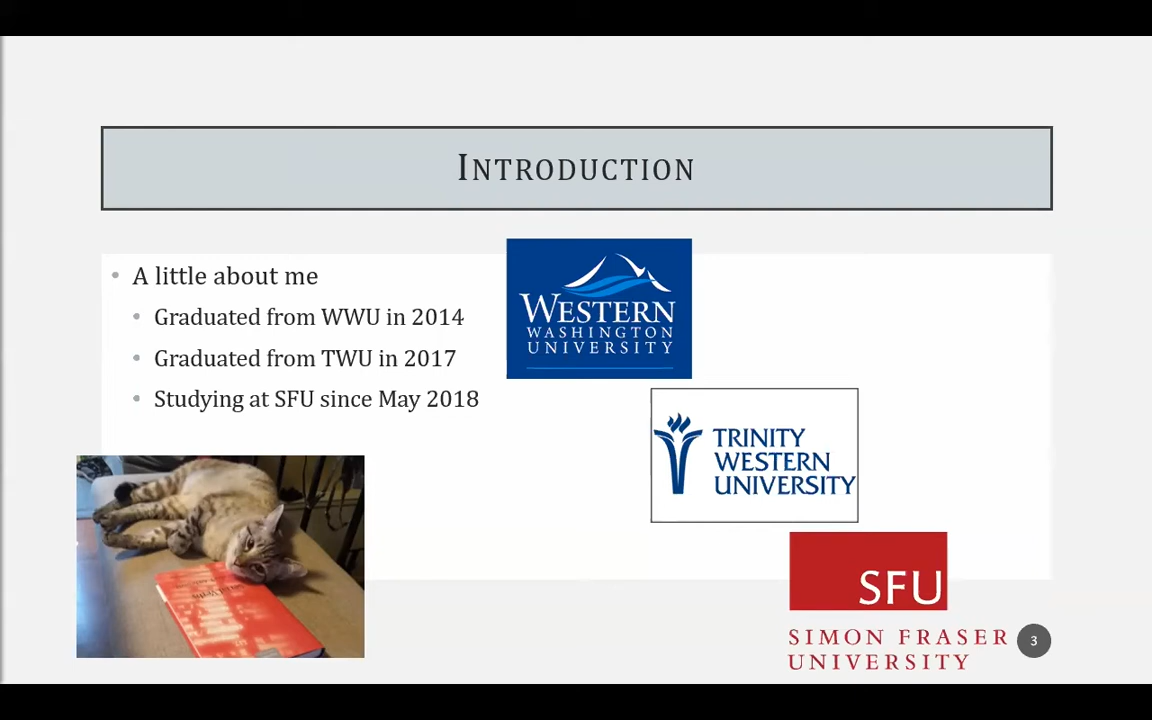 INTRODUCTION
• A little about me
• Graduated from WWU in 2014
• Graduated from TWU in 2017
• Studying at SFU since May 2018
WESTERN
WASHINGTON
UNIVERSITY
TRINITY
WESTERN
UNIVERSITY
SFU
SIMON FRASER
UNIVERSITY
3